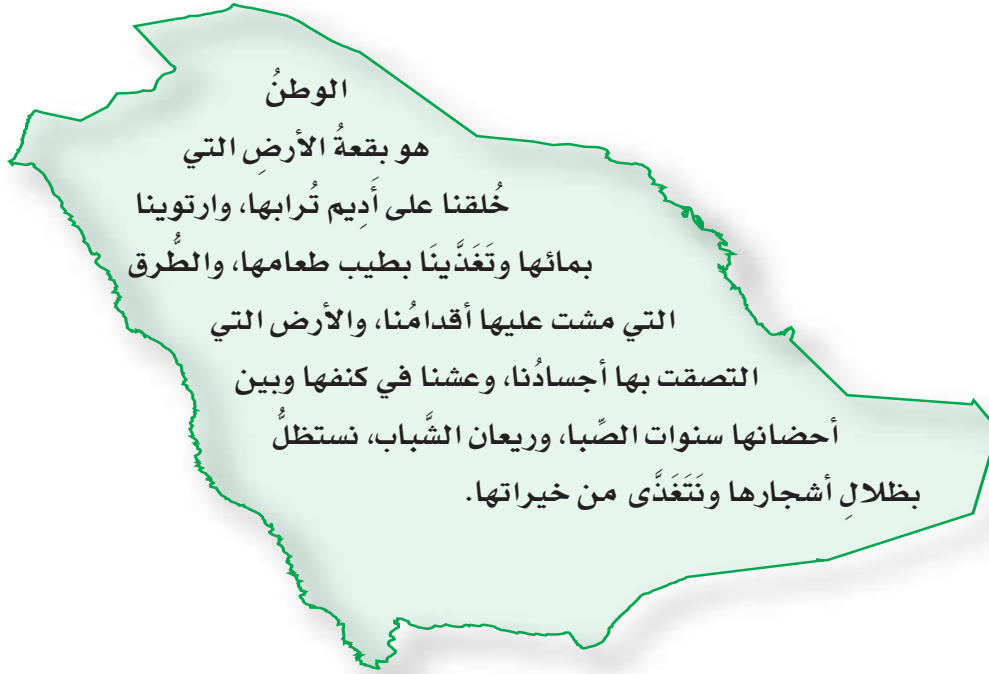 الوطنُ
هو بقعةُ الأرضِ التي
خُلقنا على أَدِيم تُرابها، وارتوينا
بمائها وتَغَذَّينَا بطيب طعامها، والطُّرق
التي مشت عليها أقدامُنا، والأرض التي
التصقت بها أجسادُنا، وعشنا في كنفها وبين
أحضانها سنوات الصِّبا، وريعان الشَّباب، نستظلُّ
بظلالِ أشجارها ونَتَغَذَّى من خيراتها.